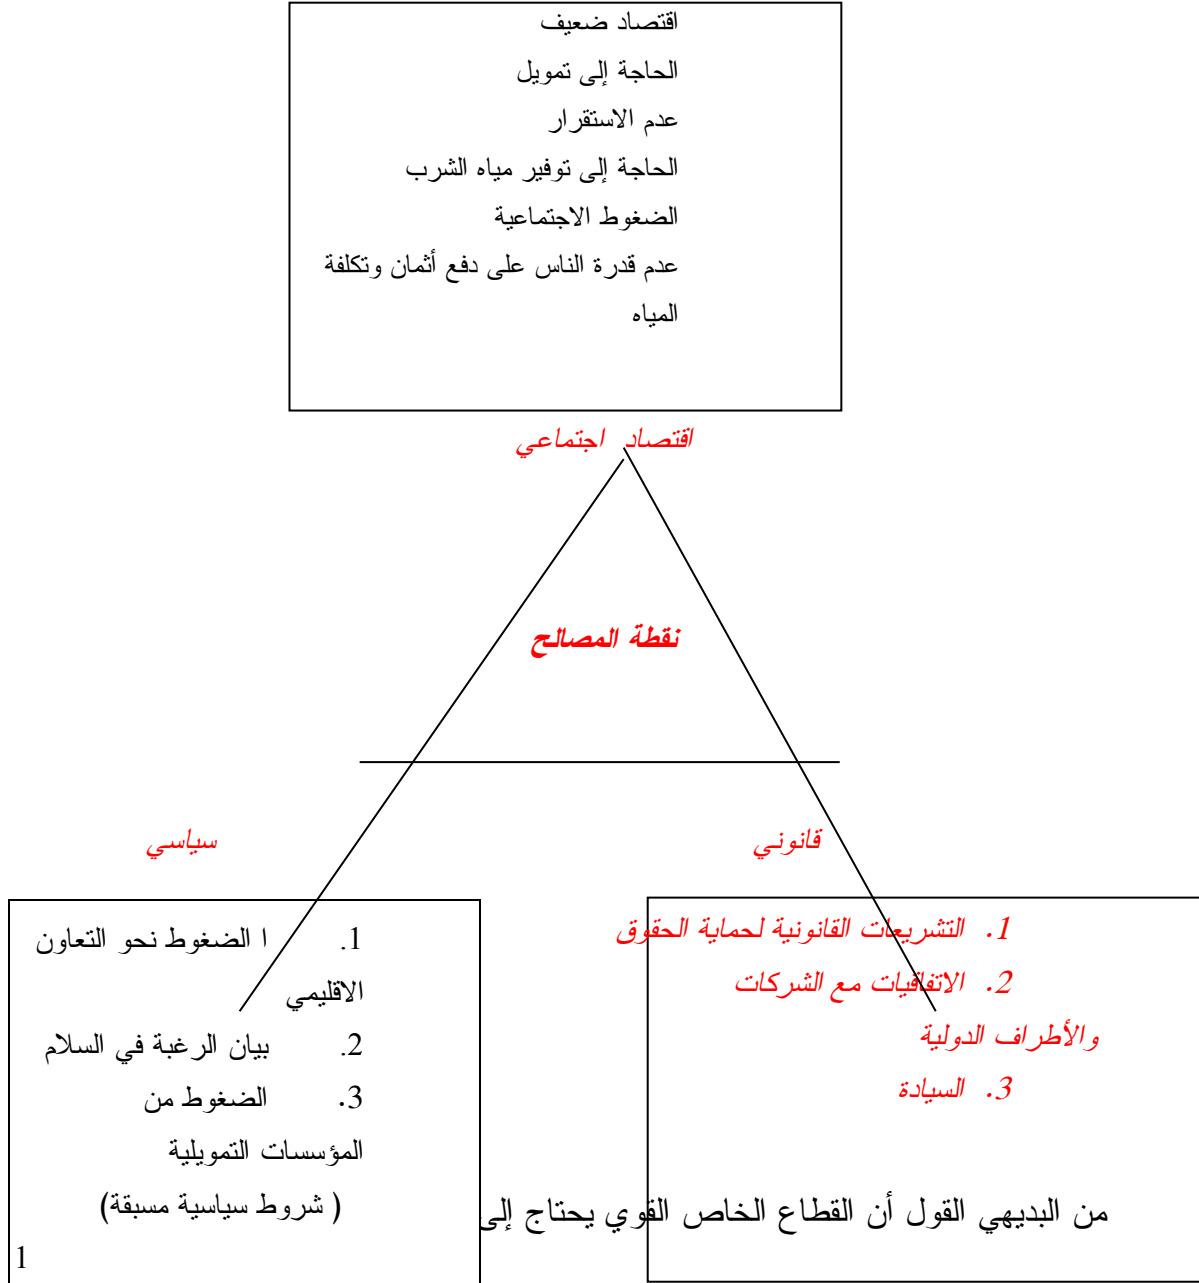 اقتصاد ضعيف
الحاجة إلى تمويل
عدم الاستقرار
الحاجة إلى توفير مياه الشرب
الضغوط الاجتماعية
عدم قدرة الناس على دفع أثمان وتكلفة
المياه
اقتصاد اجتماعي
نقطة المصالح
قانوني
سياسي
1. التشريعات القانونية لحماية الحقوق
2. الاتفاقيات مع الشركات
والأطراف الدولية
3. السيادة
1. ا الضغوط نحو التعاون
الاقليمي
2. بيان الرغبة في السلام
3. الضغوط من
المؤسسات التمويلية
( شروط سياسية مسبقة)
من البديهي القول أن القطاع الخاص القوي يحتاج إلى
1